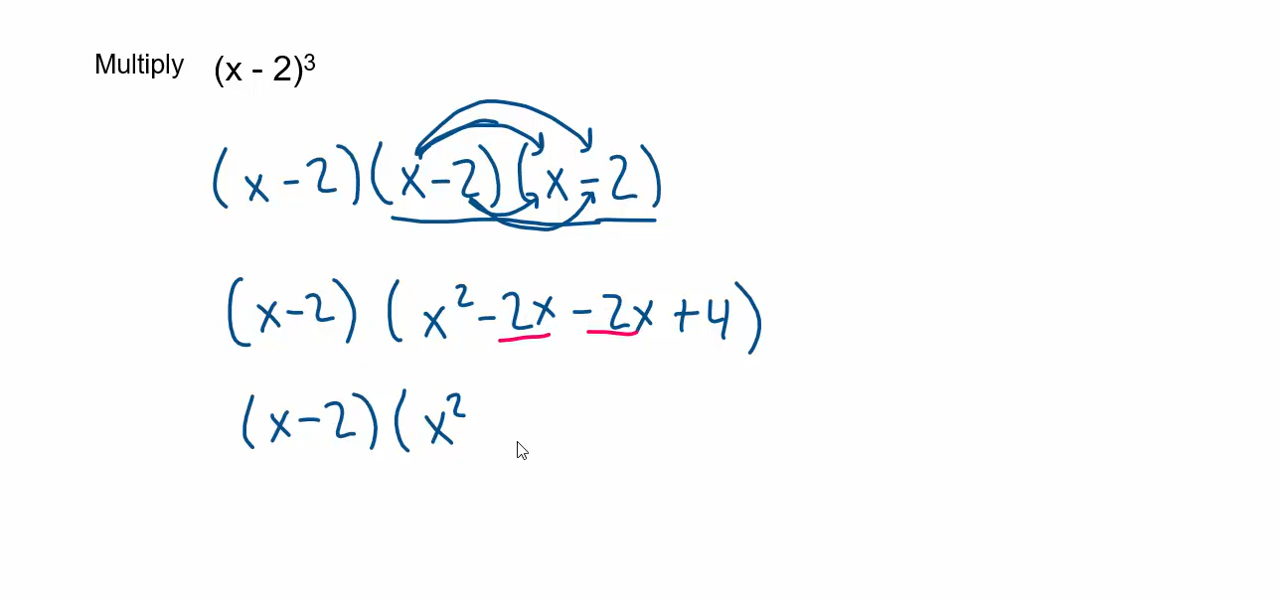 Multiply (x - 2)³
(x-2)(x-2)(x-2)
(x-2) (x²-2x-2x+4)
(x-2)(x²